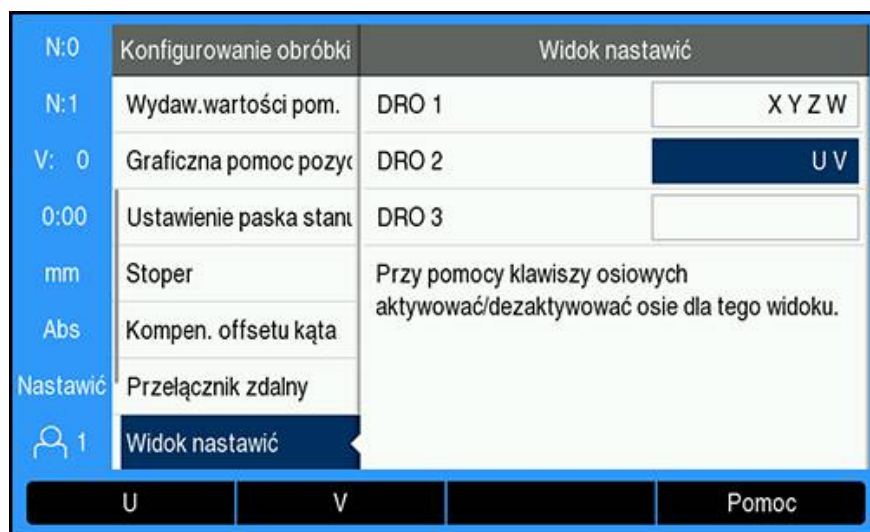 N:0
N:1
V: 0
0:00
mm
Abs
Nastawić
1
Konfigurowanie obróbki
Wydaw.wartości pom.
Graficzna pomoc pozyc
Ustawienie paska stanu
Stoper
Kompen. offsetu kąta
Przełącznik zdalny
Widok nastawić
Widok nastawić
DRO 1 X Y Z W
DRO 2 U V
DRO 3
Przy pomocy klawiszy osiowych
aktywować/dezaktywować osie dla tego widoku.
U V Pomoc